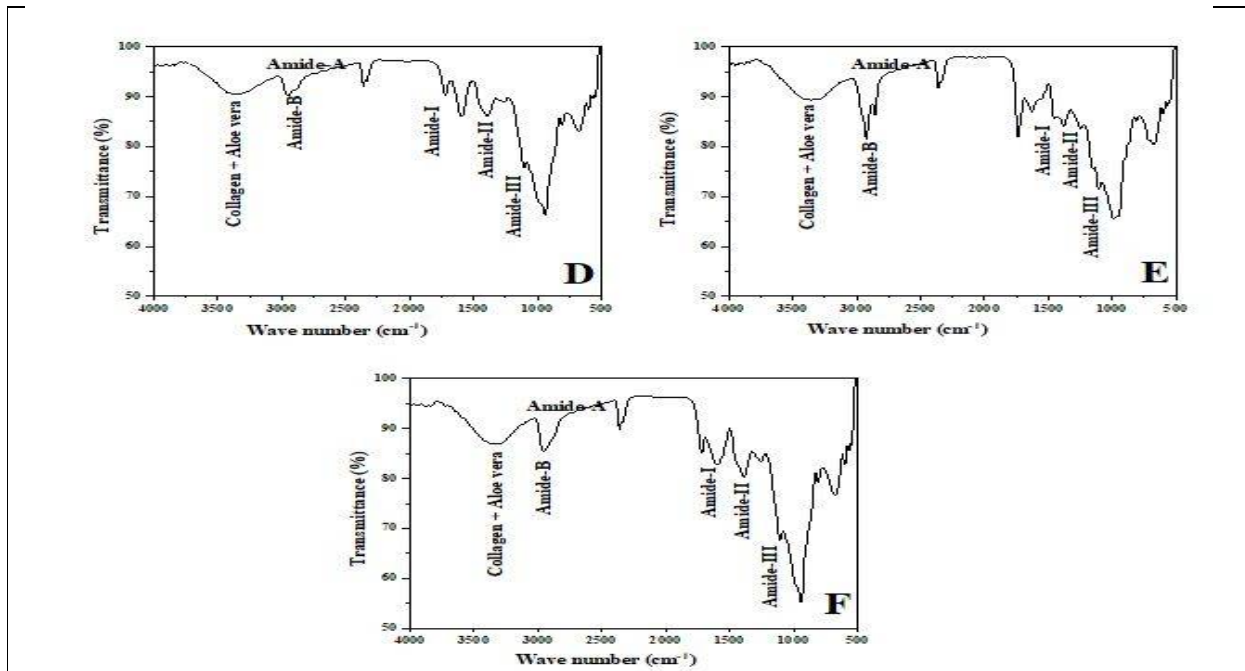 100
90
80
70
60
50
Transmittance (%)
Amide-A
Collagen + Aloe vera
Amide-B
Amide-I
Amide-II
Amide-III
D
4000 3500 3000 2500 2000 1500 1000 500
Wave number (cm⁻¹)
100
90
80
70
60
50
Transmittance (%)
Amide-A
Collagen + Aloe vera
Amide-B
Amide-I
Amide-II
Amide-III
E
4000 3500 3000 2500 2000 1500 1000 500
Wave number (cm⁻¹)
100
90
80
70
60
50
Transmittance (%)
Amide-A
Collagen + Aloe vera
Amide-B
Amide-I
Amide-II
Amide-III
F
4000 3500 3000 2500 2000 1500 1000 500
Wave number (cm⁻¹)